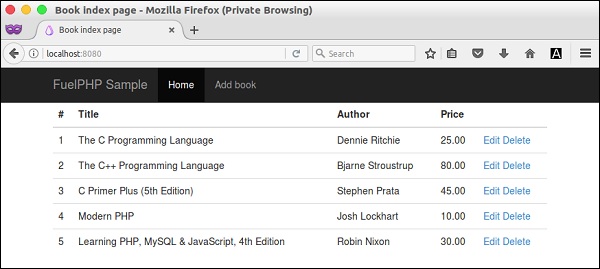 Book index page - Mozilla Firefox (Private Browsing)
Book index page
localhost:8080
Search
FuelPHP Sample Home Add book
# Title Author Price
1 The C Programming Language Dennie Ritchie 25.00 Edit Delete
2 The C++ Programming Language Bjarne Stroustrup 80.00 Edit Delete
3 C Primer Plus (5th Edition) Stephen Prata 45.00 Edit Delete
4 Modern PHP Josh Lockhart 10.00 Edit Delete
5 Learning PHP, MySQL & JavaScript, 4th Edition Robin Nixon 30.00 Edit Delete